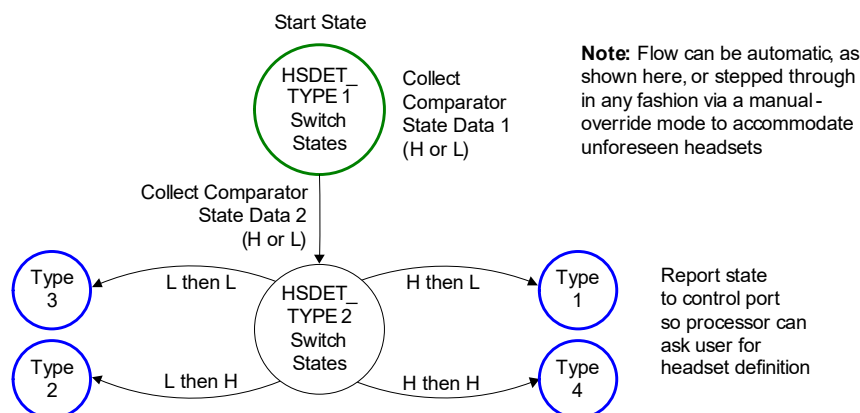 Start State
HSDET_
TYPE 1
Switch
States
Collect
Comparator
State Data 1
(H or L)
Note: Flow can be automatic, as
shown here, or stepped through
in any fashion via a manual-
override mode to accommodate
unforeseen headsets
Collect Comparator
State Data 2
(H or L)
Type
3
L then L
HSDET_
TYPE 2
Switch
States
H then L
Type
1
Type
2
L then H
H then H
Type
4
Report state
to control port
so processor can
ask user for
headset definition